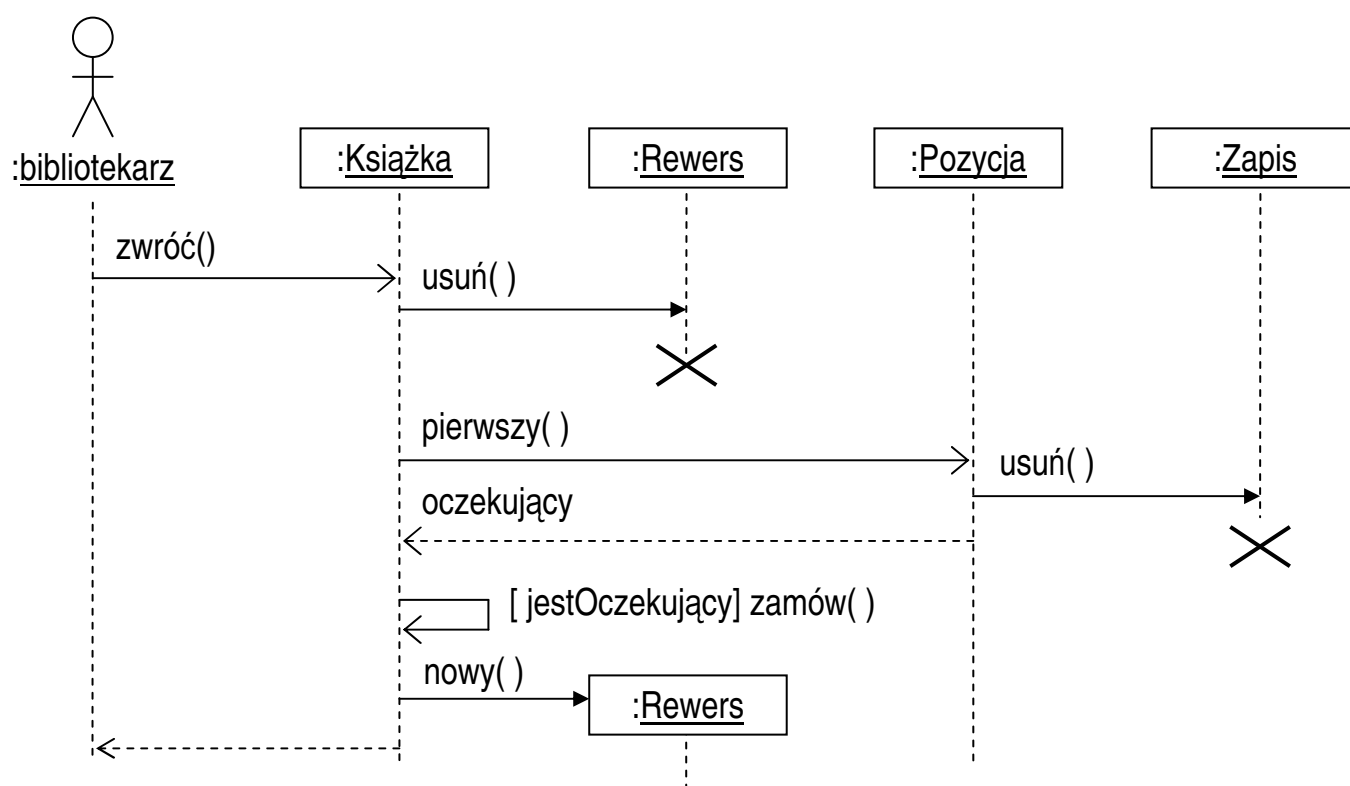 :bibliotekarz
:Książka
:Rewers
:Pozycja
:Zapis
zwróć()
usuń( )
pierwszy( )
usuń( )
oczekujący
[ jestOczekujący] zamów( )
nowy( )
:Rewers